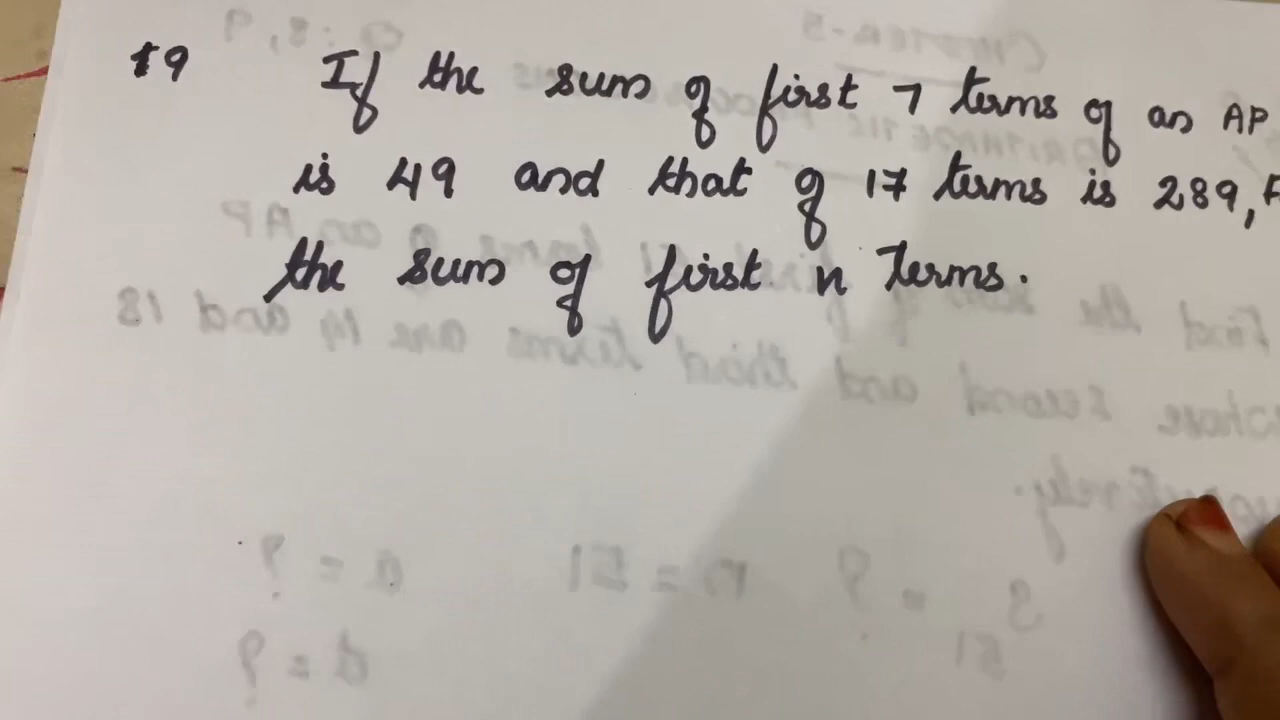 19 If the sum of first 7 terms of an AP
is 49 and that of 17 terms is 289,
the sum of first n terms.